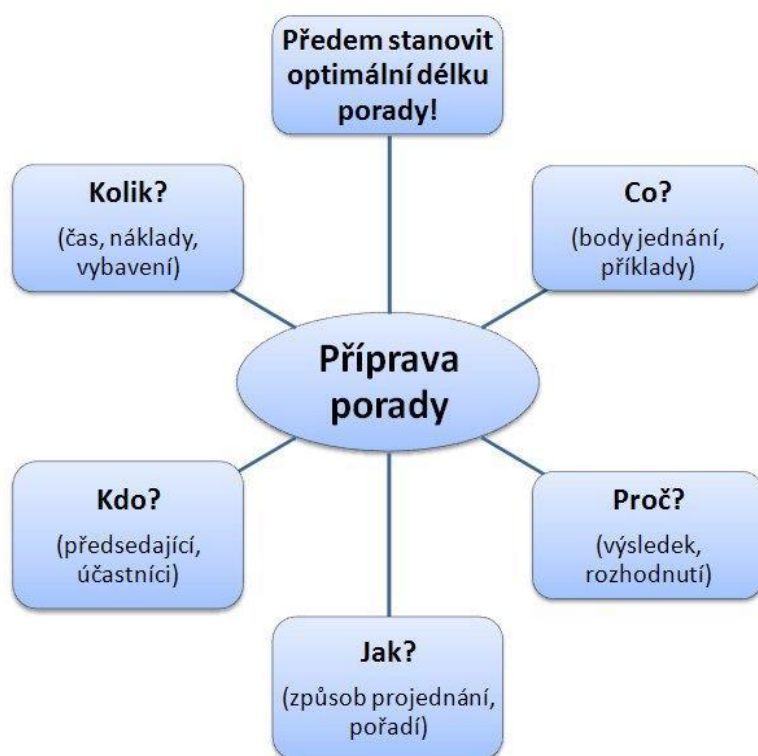 Předem stanovit
optimální délku
porady!
Kolik?
(čas, náklady,
vybavení)
Co?
(body jednání,
příklady)
Příprava
porady
Kdo?
(předsedající,
účastníci)
Proč?
(výsledek,
rozhodnutí)
Jak?
(způsob projednání,
pořadí)